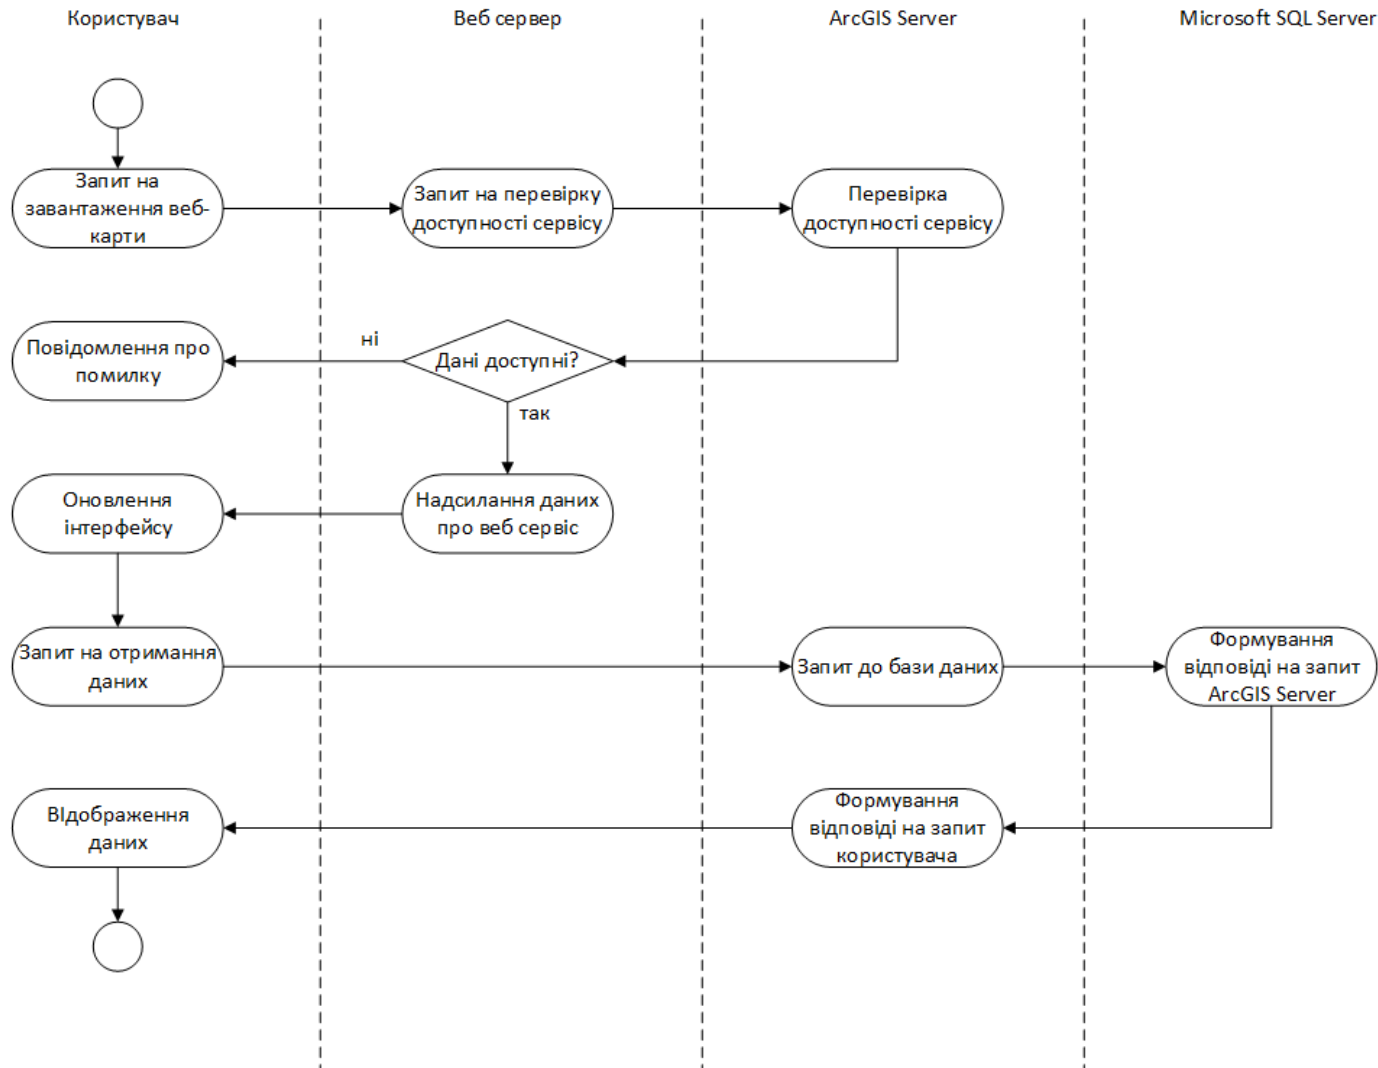 Користувач
Веб сервер
ArcGIS Server
Microsoft SQL Server
Запит на
завантаження веб-
карти
Запит на перевірку
доступності сервісу
Перевірка
доступності сервісу
Повідомлення про
помилку
ні
Дані доступні?
так
Оновлення
інтерфейсу
Надсилання даних
про веб сервіс
Запит на отримання
даних
Запит до бази даних
Формування
відповіді на запит
ArcGIS Server
ВІдображення
даних
Формування
відповіді на запит
користувача